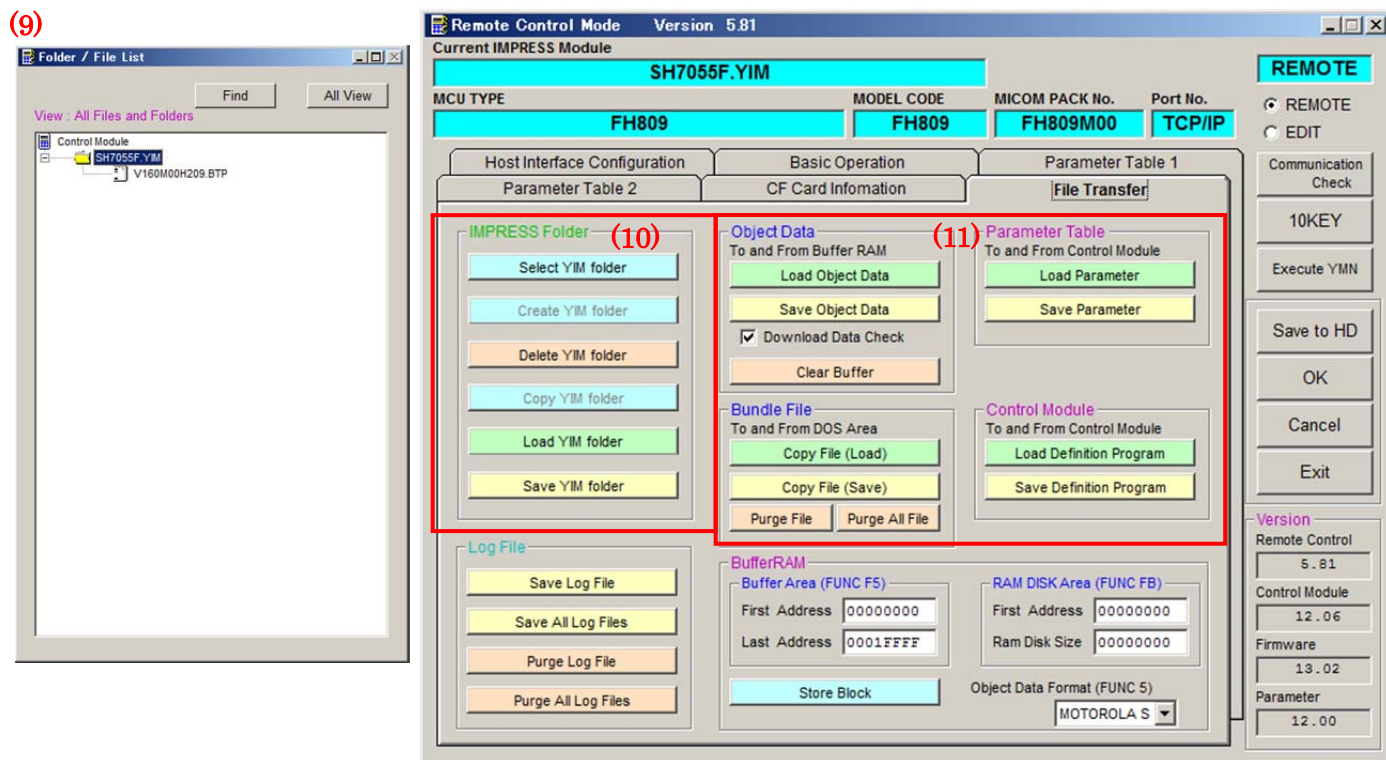 (9)
Folder / File List
Find
All View
View : All Files and Folders
Control Module
SH7055F.YIM
V160M00H209.BTP
Remote Control Mode Version 5.81
Current IMPRESS Module
SH7055F.YIM
REMOTE
MCU TYPE
MODEL CODE
MICOM PACK No.
Port No.
FH809
FH809
FH809M00
TCP/IP
REMOTE
EDIT
Host Interface Configuration
Basic Operation
Parameter Table 1
Parameter Table 2
CF Card Infomation
File Transfer
Communication
Check
10KEY
Execute YMN
Save to HD
OK
Cancel
Exit
IMPRESS Folder
(10)
Select YIM folder
Create YIM folder
Delete YIM folder
Copy YIM folder
Load YIM folder
Save YIM folder
Object Data
(11)
To and From Buffer RAM
Load Object Data
Save Object Data
Download Data Check
Clear Buffer
Parameter Table
To and From Control Module
Load Parameter
Save Parameter
Bundle File
To and From DOS Area
Copy File (Load)
Copy File (Save)
Purge File
Purge All File
Control Module
To and From Control Module
Load Definition Program
Save Definition Program
Log File
Save Log File
Save All Log Files
Purge Log File
Purge All Log Files
BufferRAM
Buffer Area (FUNC F5)
First Address 00000000
Last Address 0001FFFF
RAM DISK Area (FUNC FB)
First Address 00000000
Ram Disk Size 00000000
Store Block
Object Data Format (FUNC 5)
MOTOROLA S
Version
Remote Control
5.81
Control Module
12.06
Firmware
13.02
Parameter
12.00